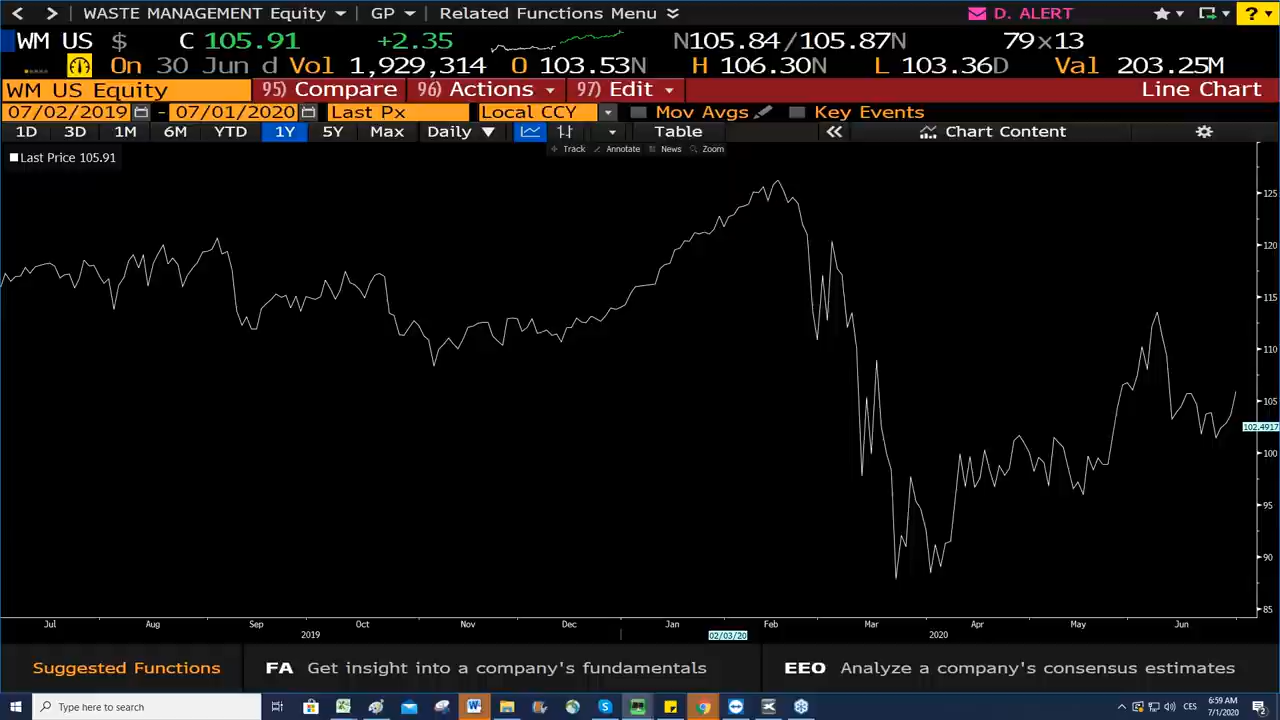 WASTE MANAGEMENT Equity GP Related Functions Menu D. ALERT ?
WM US $ C 105.91 +2.35 N105.84/105.87N 79×13
On 30 Jun d Vol 1,929,314 O 103.53N H 106.30N L 103.36D Val 203.25M
WM US Equity 95) Compare 96) Actions 97) Edit Line Chart
07/02/2019 - 07/01/2020 Last Px Local CCY Mov Avgs Key Events
1D 3D 1M 6M YTD 1Y 5Y Max Daily Table Chart Content
Track Annotate News Zoom
Last Price 105.91
125
120
115
110
105
102.4917
100
95
90
85
Jul Aug Sep Oct Nov Dec Jan Feb Mar Apr May Jun
2019 02/03/20 2020
Suggested Functions FA Get insight into a company's fundamentals EEO Analyze a company's consensus estimates
Type here to search CES 6:59 AM
7/1/2020 2